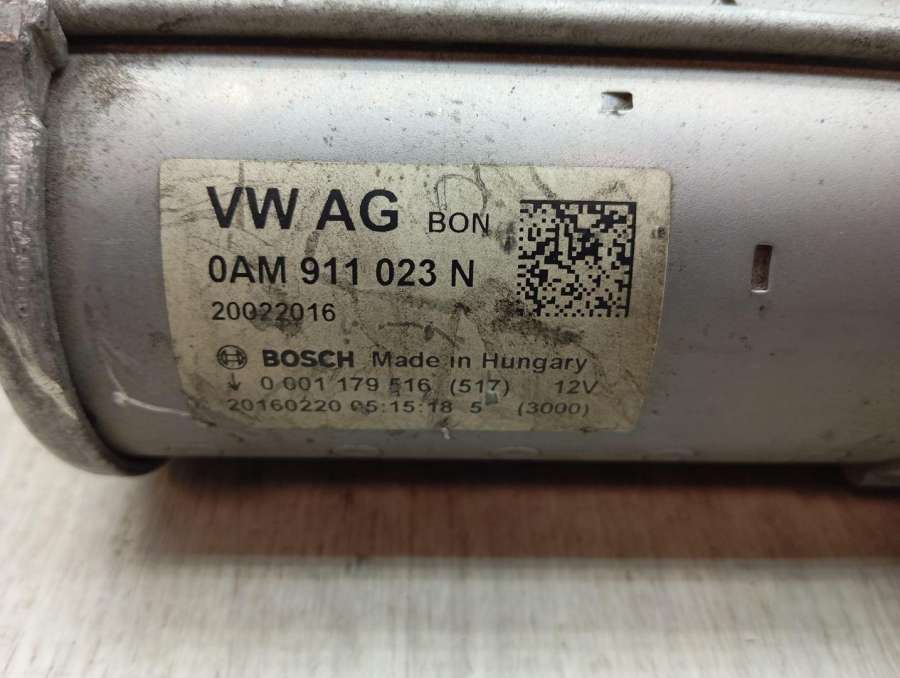 VW AG BON
0AM 911 023 N
20022016
BOSCH Made in Hungary
↓ 0 001 179 516 (517) 12V
20160220 05:15:18 5 (3000)